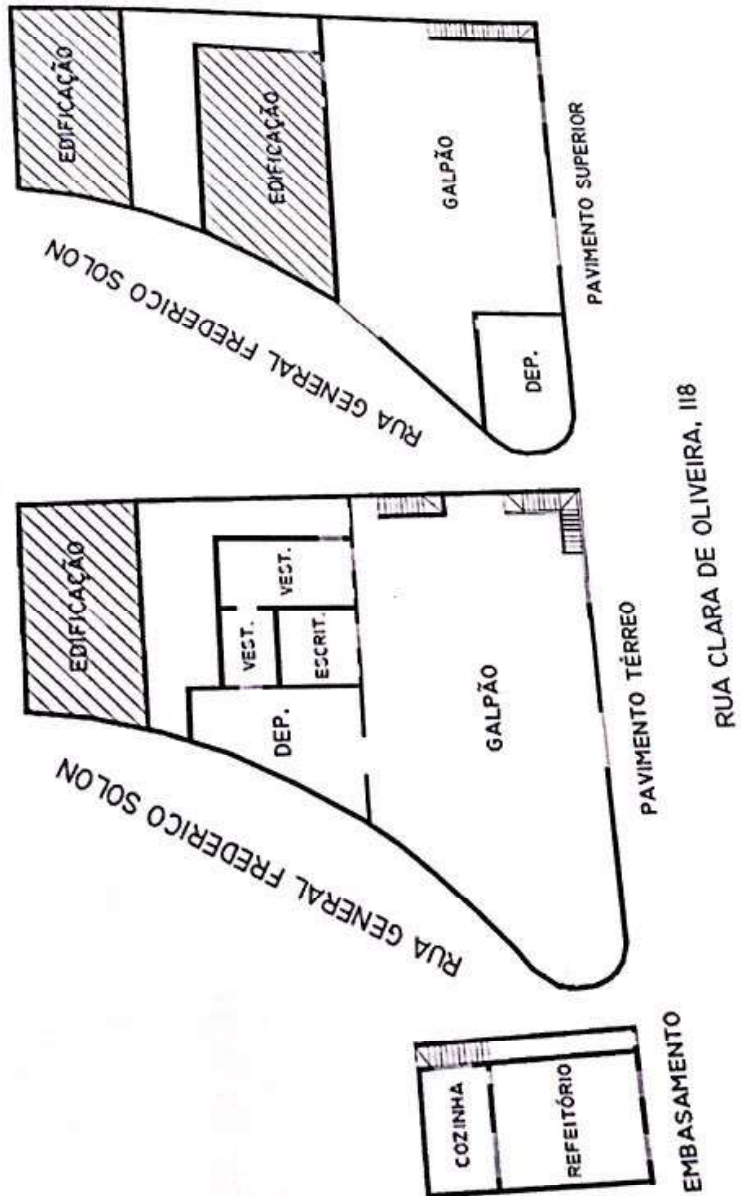 EDIFICAÇÃO
EDIFICAÇÃO
GALPÃO
DEP.
RUA GENERAL FREDERICO SOLON
PAVIMENTO SUPERIOR
EDIFICAÇÃO
VEST.
VEST.
ESCRIT.
DEP.
GALPÃO
RUA GENERAL FREDERICO SOLON
PAVIMENTO TÉRREO
RUA CLARA DE OLIVEIRA, 118
COZINHA
REFEITÓRIO
EMBASAMENTO